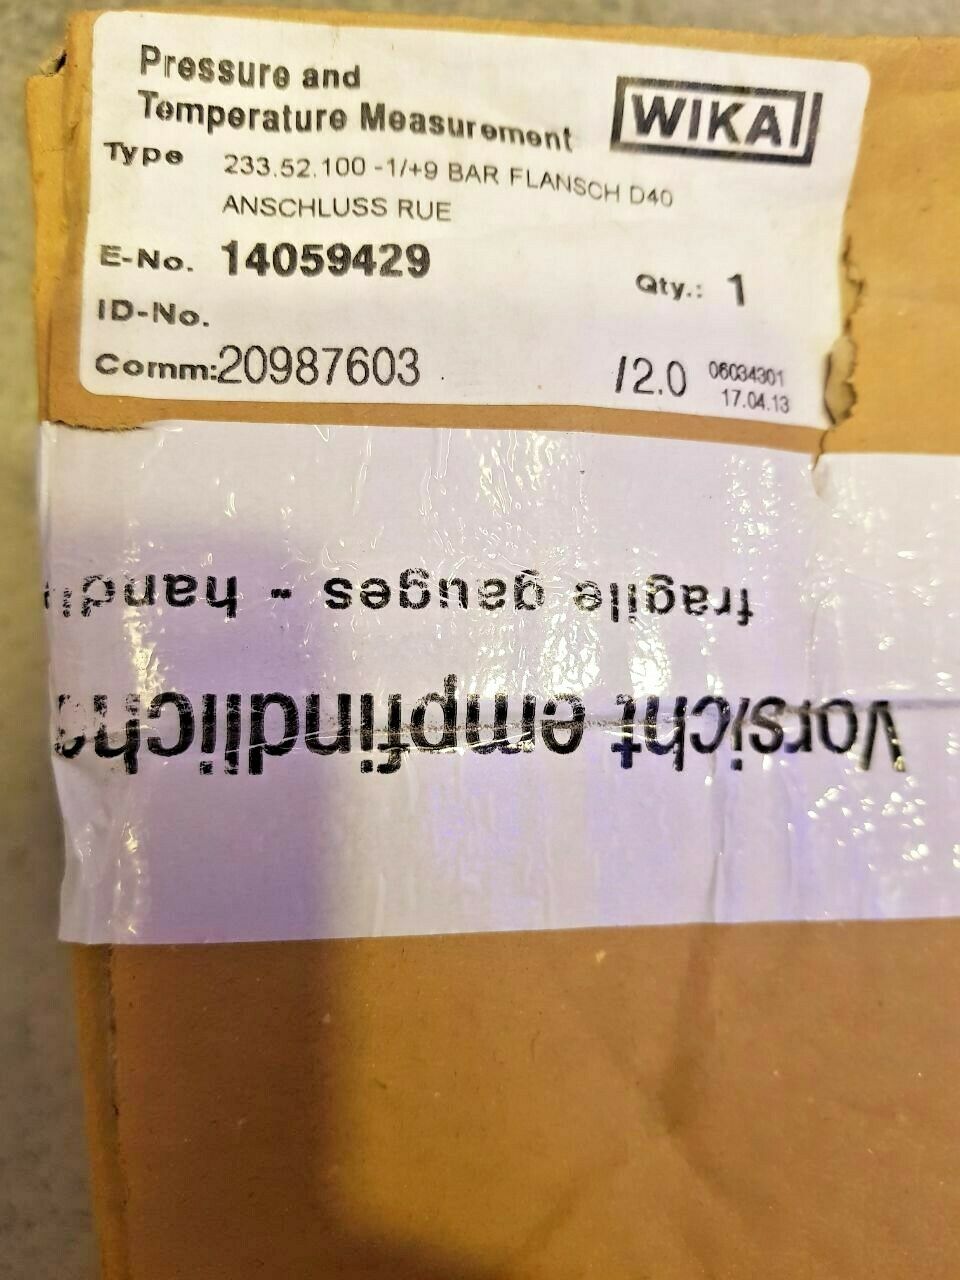 Pressure and
Temperature Measurement
WIKA
Type 233.52.100 -1/+9 BAR FLANSCH D40
ANSCHLUSS RUE
E-No. 14059429
Qty.: 1
ID-No.
Comm: 20987603
/2.0
06034301
17.04.13
Vorsicht empfindliche
fragile gauges - handl